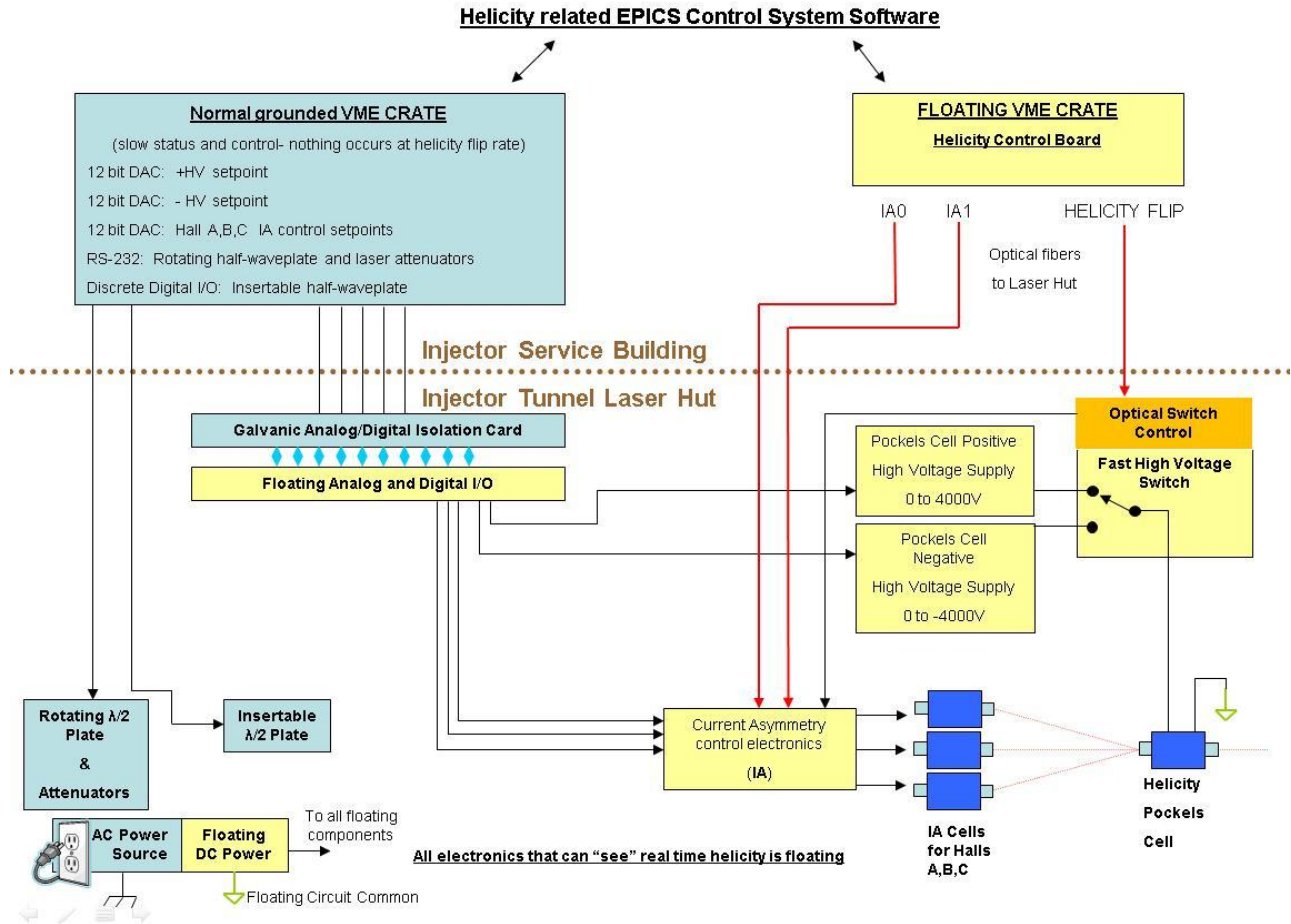 Helicity related EPICS Control System Software
Normal grounded VME CRATE
(slow status and control- nothing occurs at helicity flip rate)
12 bit DAC: +HV setpoint
12 bit DAC: - HV setpoint
12 bit DAC: Hall A,B,C IA control setpoints
RS-232: Rotating half-waveplate and laser attenuators
Discrete Digital I/O: Insertable half-waveplate
FLOATING VME CRATE
Helicity Control Board
IA0
IA1
HELICITY FLIP
Optical fibers
to Laser Hut
Injector Service Building
Injector Tunnel Laser Hut
Galvanic Analog/Digital Isolation Card
Floating Analog and Digital I/O
Pockels Cell Positive
High Voltage Supply
0 to 4000V
Optical Switch
Control
Fast High Voltage
Switch
Pockels Cell
Negative
High Voltage Supply
0 to -4000V
Rotating λ/2
Plate
&
Attenuators
Insertable
λ/2 Plate
Current Asymmetry
control electronics
(IA)
IA Cells
for Halls
A,B,C
Helicity
Pockels
Cell
AC Power
Source
Floating
DC Power
To all floating
components
Floating Circuit Common
All electronics that can “see” real time helicity is floating